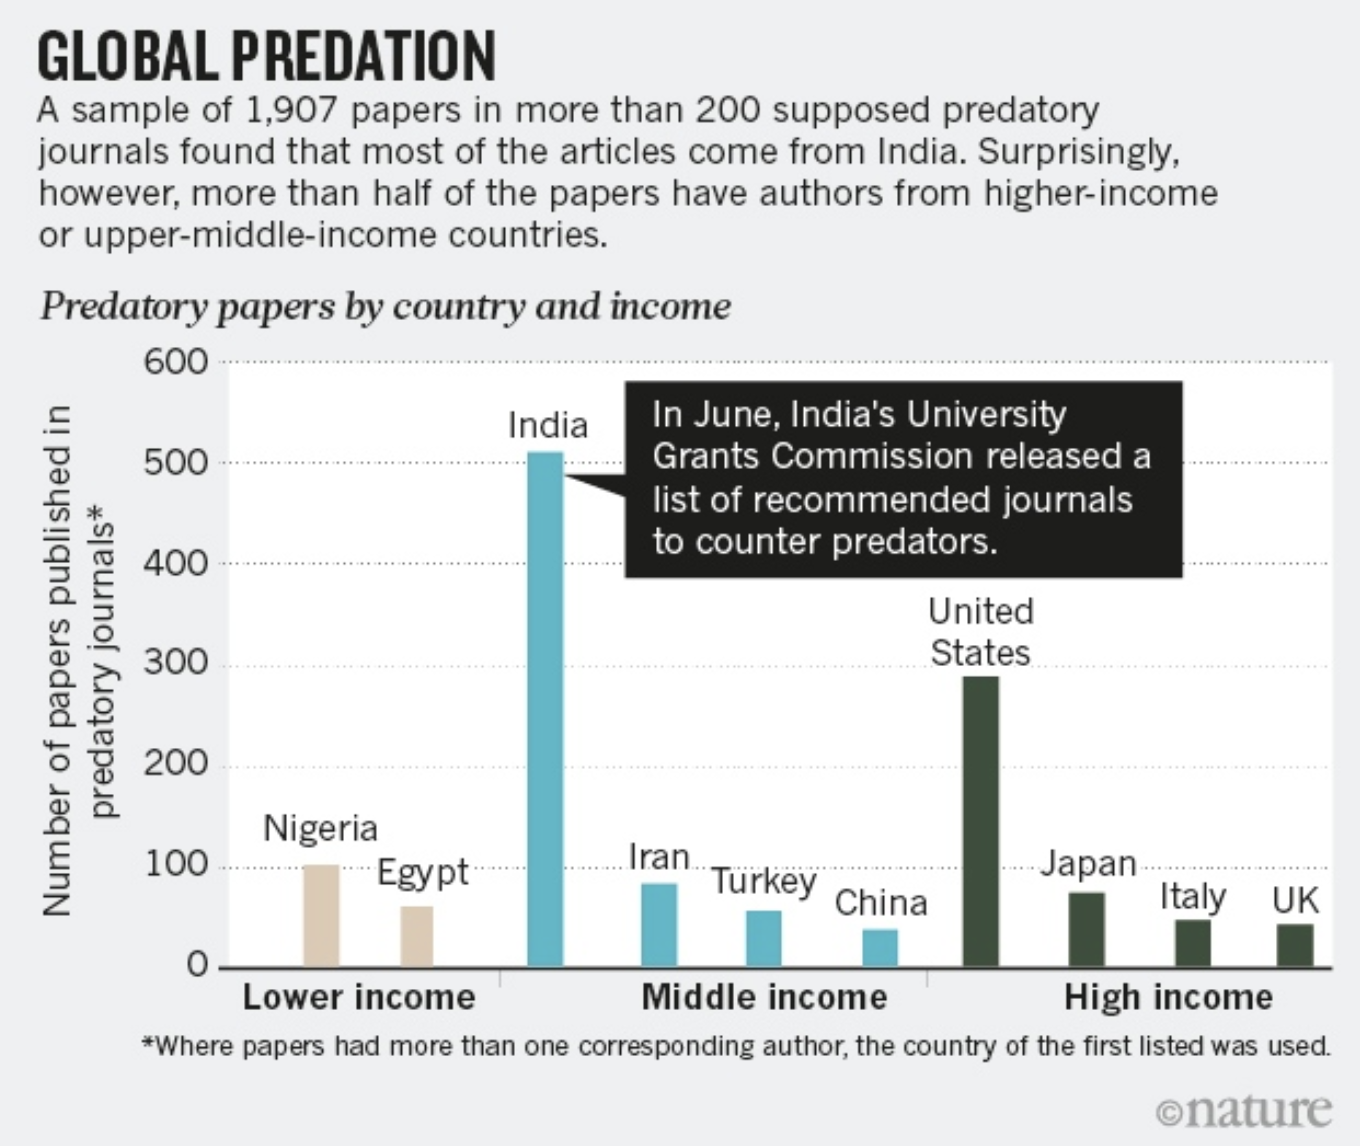 GLOBAL PREDATION
A sample of 1,907 papers in more than 200 supposed predatory
journals found that most of the articles come from India. Surprisingly,
however, more than half of the papers have authors from higher-income
or upper-middle-income countries.
Predatory papers by country and income
Number of papers published in
predatory journals*
600
500
400
300
200
100
0
India
In June, India's University
Grants Commission released a
list of recommended journals
to counter predators.
United
States
Nigeria
Egypt
Iran
Turkey
China
Japan
Italy
UK
Lower income
Middle income
High income
*Where papers had more than one corresponding author, the country of the first listed was used.
©nature